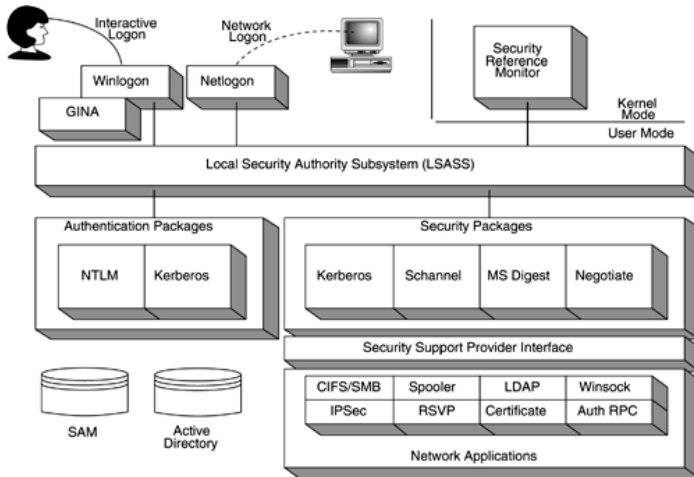 Interactive
Logon
Network
Logon
Security
Reference
Monitor
Winlogon
Netlogon
GINA
Kernel
Mode
User Mode
Local Security Authority Subsystem (LSASS)
Authentication Packages
Security Packages
NTLM
Kerberos
Kerberos
Schannel
MS Digest
Negotiate
Security Support Provider Interface
CIFS/SMB
Spooler
LDAP
Winsock
IPSec
RSVP
Certificate
Auth RPC
SAM
Active
Directory
Network Applications